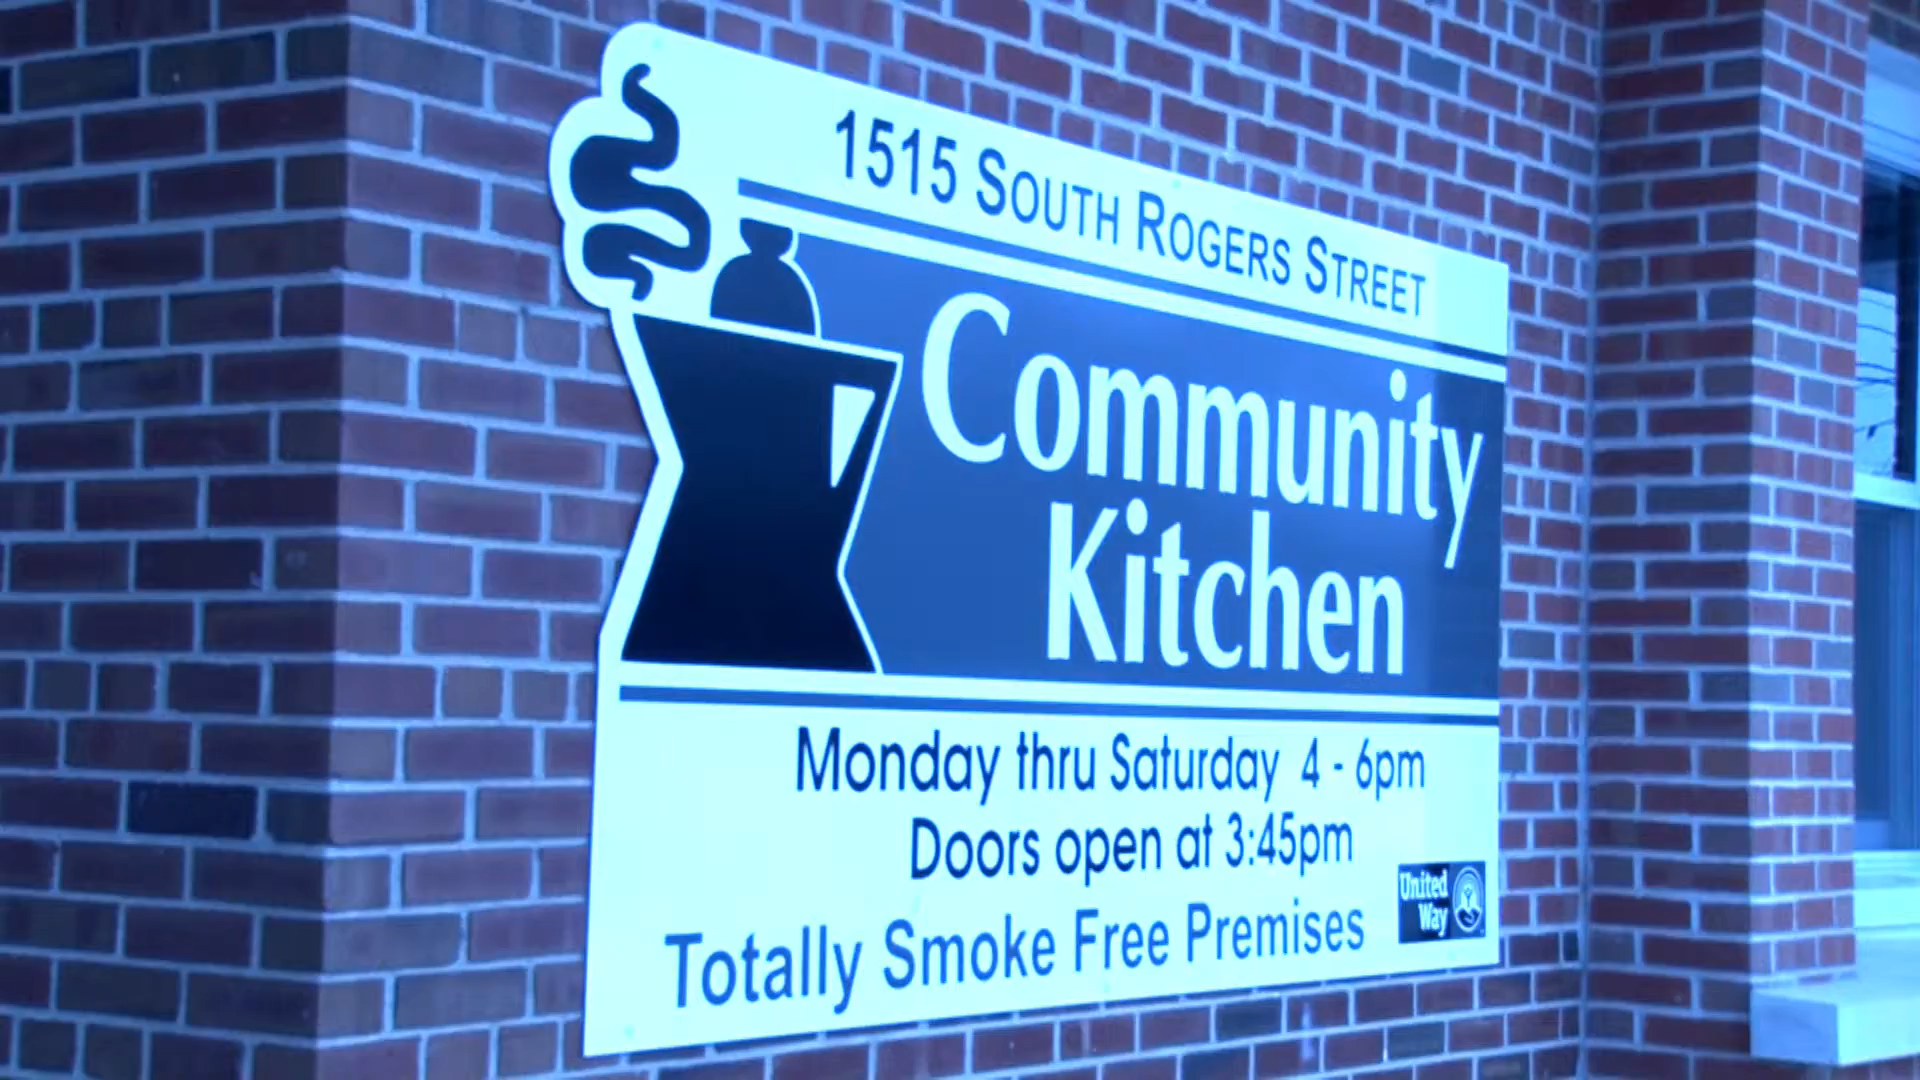 1515 South Rogers Street
Community
Kitchen
Monday thru Saturday 4 - 6pm
Doors open at 3:45pm
Totally Smoke Free Premises
United
Way